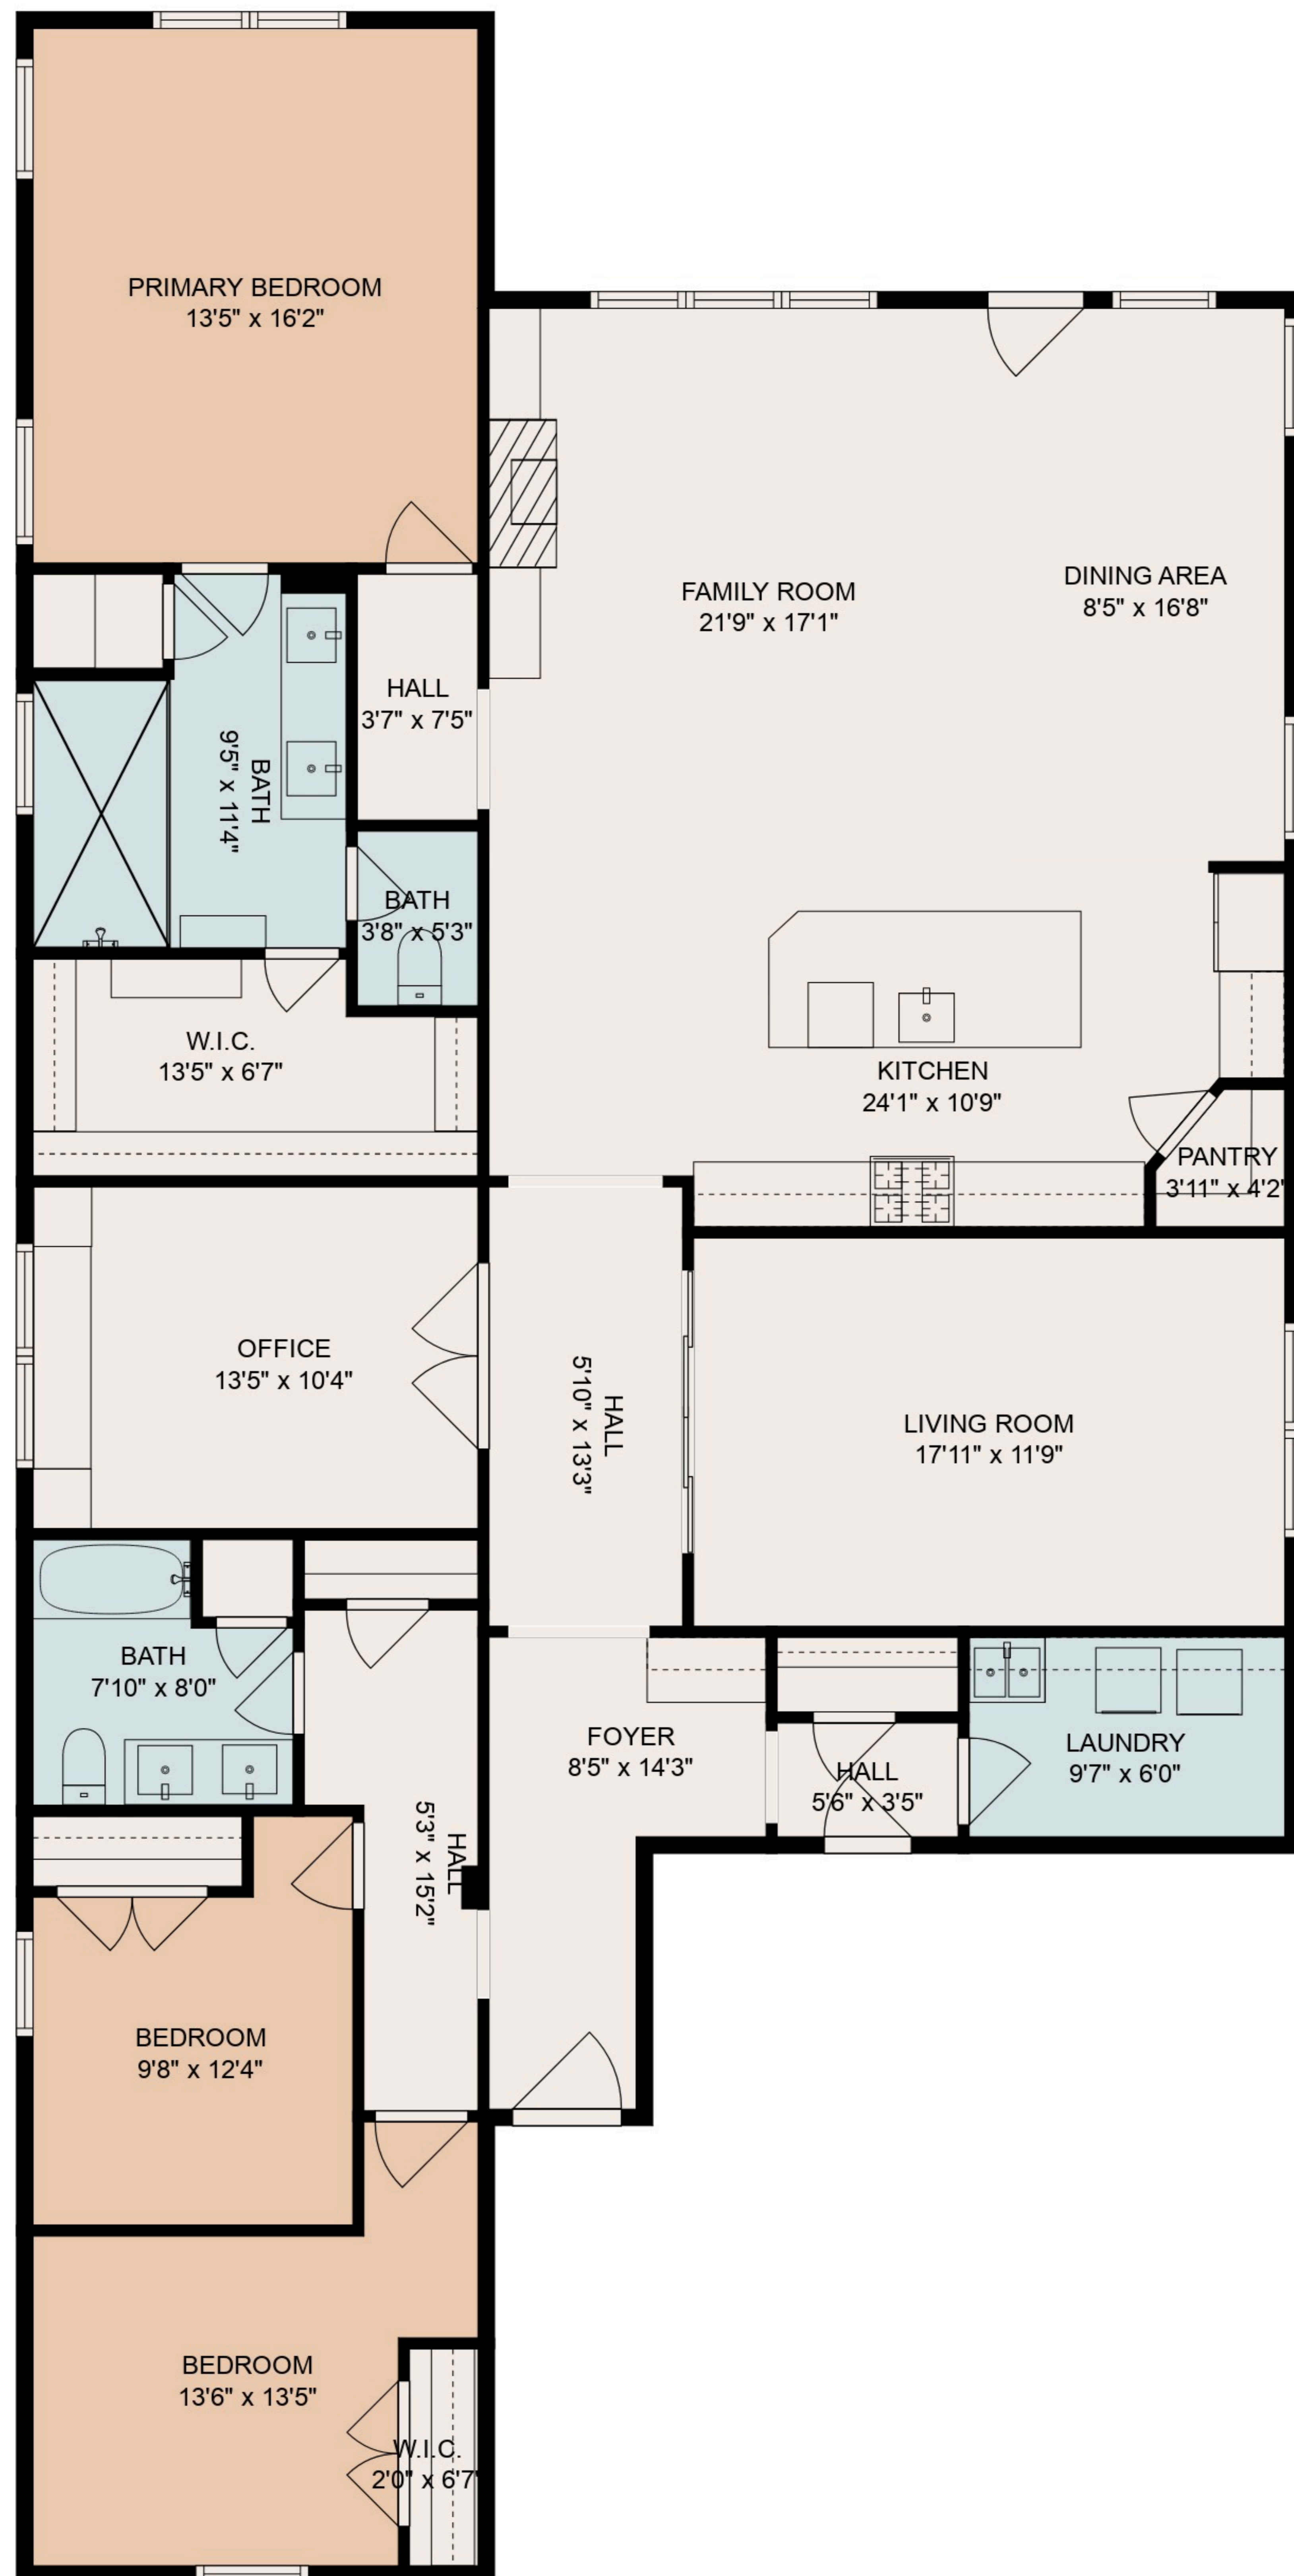 PRIMARY BEDROOM
13'5" x 16'2"
FAMILY ROOM
21'9" x 17'1"
DINING AREA
8'5" x 16'8"
HALL
3'7" x 7'5"
BATH
9'5" x 11'4"
BATH
3'8" x 5'3"
W.I.C.
13'5" x 6'7"
KITCHEN
24'1" x 10'9"
PANTRY
3'11" x 4'2'
OFFICE
13'5" x 10'4"
HALL
5'10" x 13'3"
LIVING ROOM
17'11" x 11'9"
BATH
7'10" x 8'0"
FOYER
8'5" x 14'3"
HALL
5'6" x 3'5"
LAUNDRY
9'7" x 6'0"
HALL
5'3" x 15'2"
BEDROOM
9'8" x 12'4"
BEDROOM
13'6" x 13'5"
W.I.C.
2'0" x 6'7"